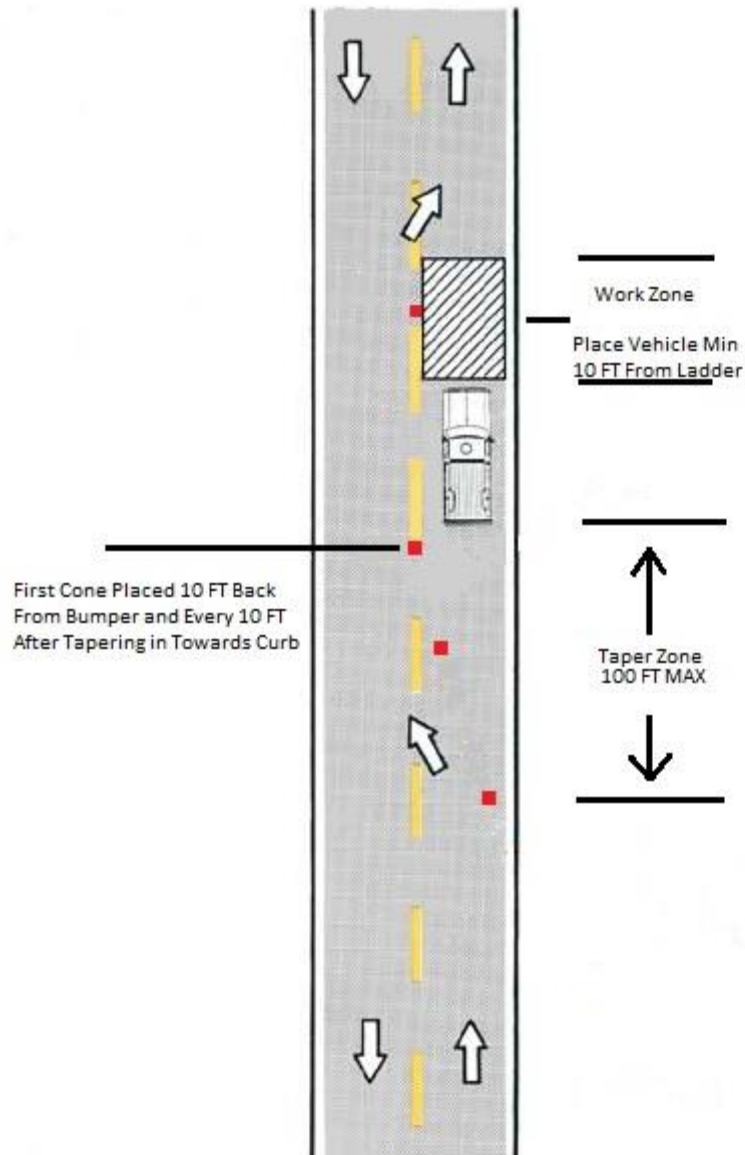 Work Zone
Place Vehicle Min
10 FT From Ladder
First Cone Placed 10 FT Back
From Bumper and Every 10 FT
After Tapering in Towards Curb
Taper Zone
100 FT MAX